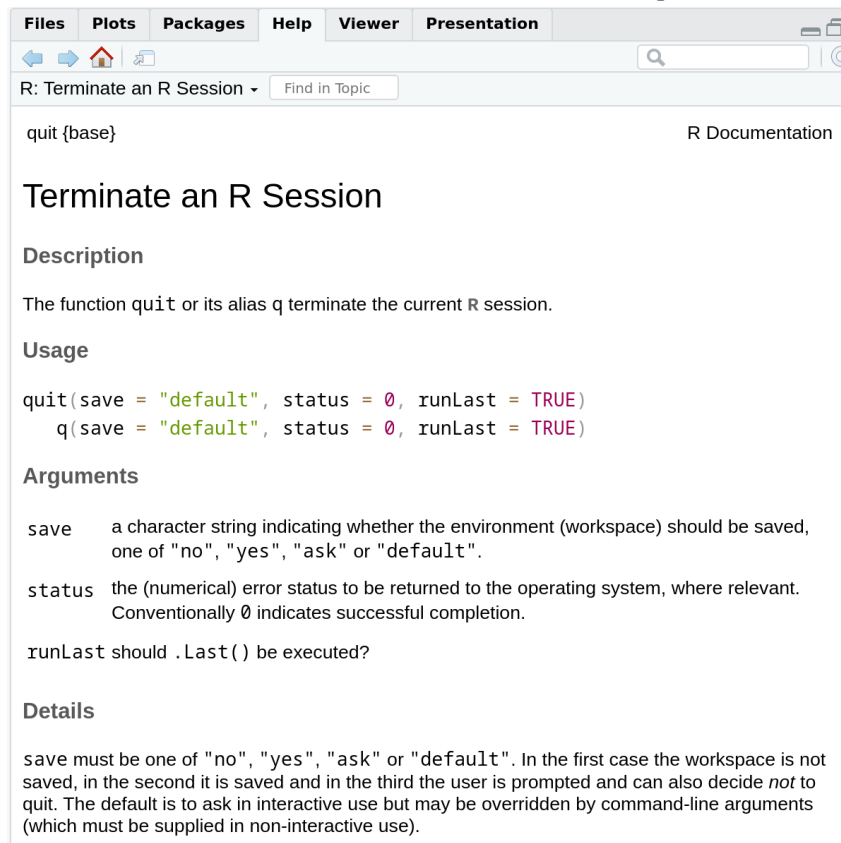 Files Plots Packages Help Viewer Presentation
R: Terminate an R Session Find in Topic
quit {base} R Documentation
Terminate an R Session
Description
The function quit or its alias q terminate the current R session.
Usage
quit(save = "default", status = 0, runLast = TRUE)
q(save = "default", status = 0, runLast = TRUE)
Arguments
save a character string indicating whether the environment (workspace) should be saved,
one of "no", "yes", "ask" or "default".
status the (numerical) error status to be returned to the operating system, where relevant.
Conventionally 0 indicates successful completion.
runLast should .Last() be executed?
Details
save must be one of "no", "yes", "ask" or "default". In the first case the workspace is not
saved, in the second it is saved and in the third the user is prompted and can also decide not to
quit. The default is to ask in interactive use but may be overridden by command-line arguments
(which must be supplied in non-interactive use).